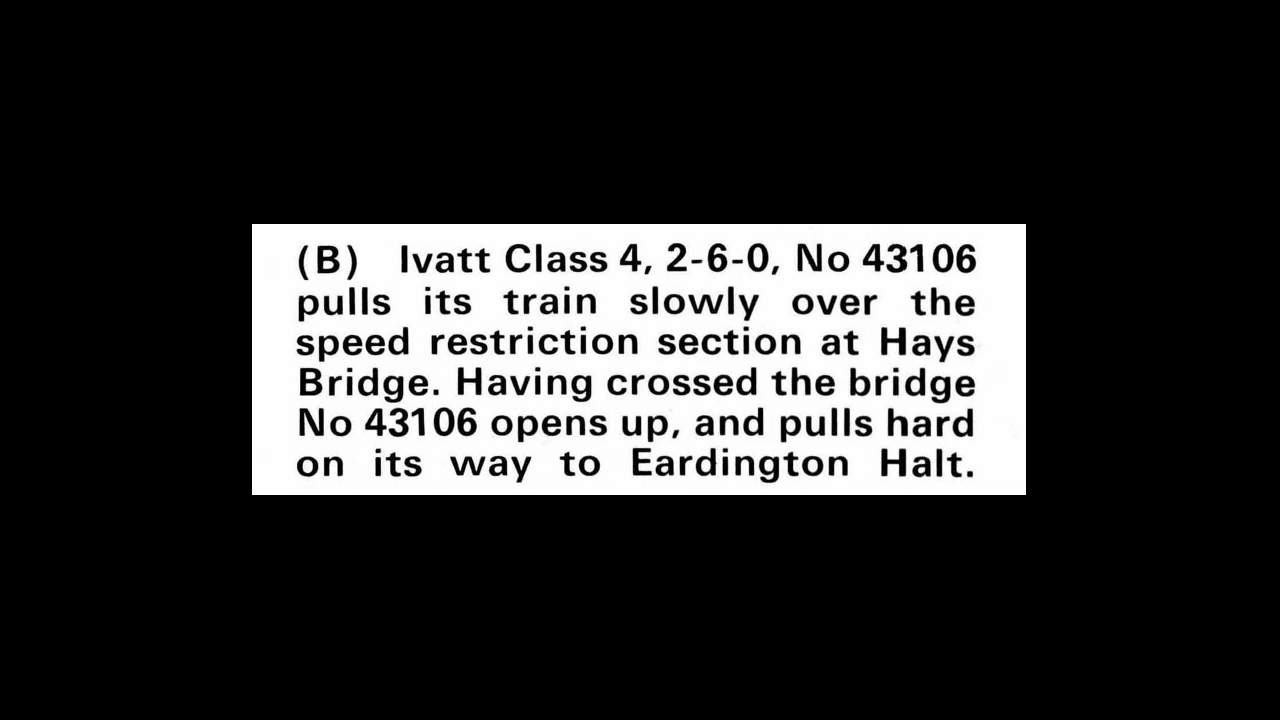 (B) Ivatt Class 4, 2-6-0, No 43106
pulls its train slowly over the
speed restriction section at Hays
Bridge. Having crossed the bridge
No 43106 opens up, and pulls hard
on its way to Eardington Halt.